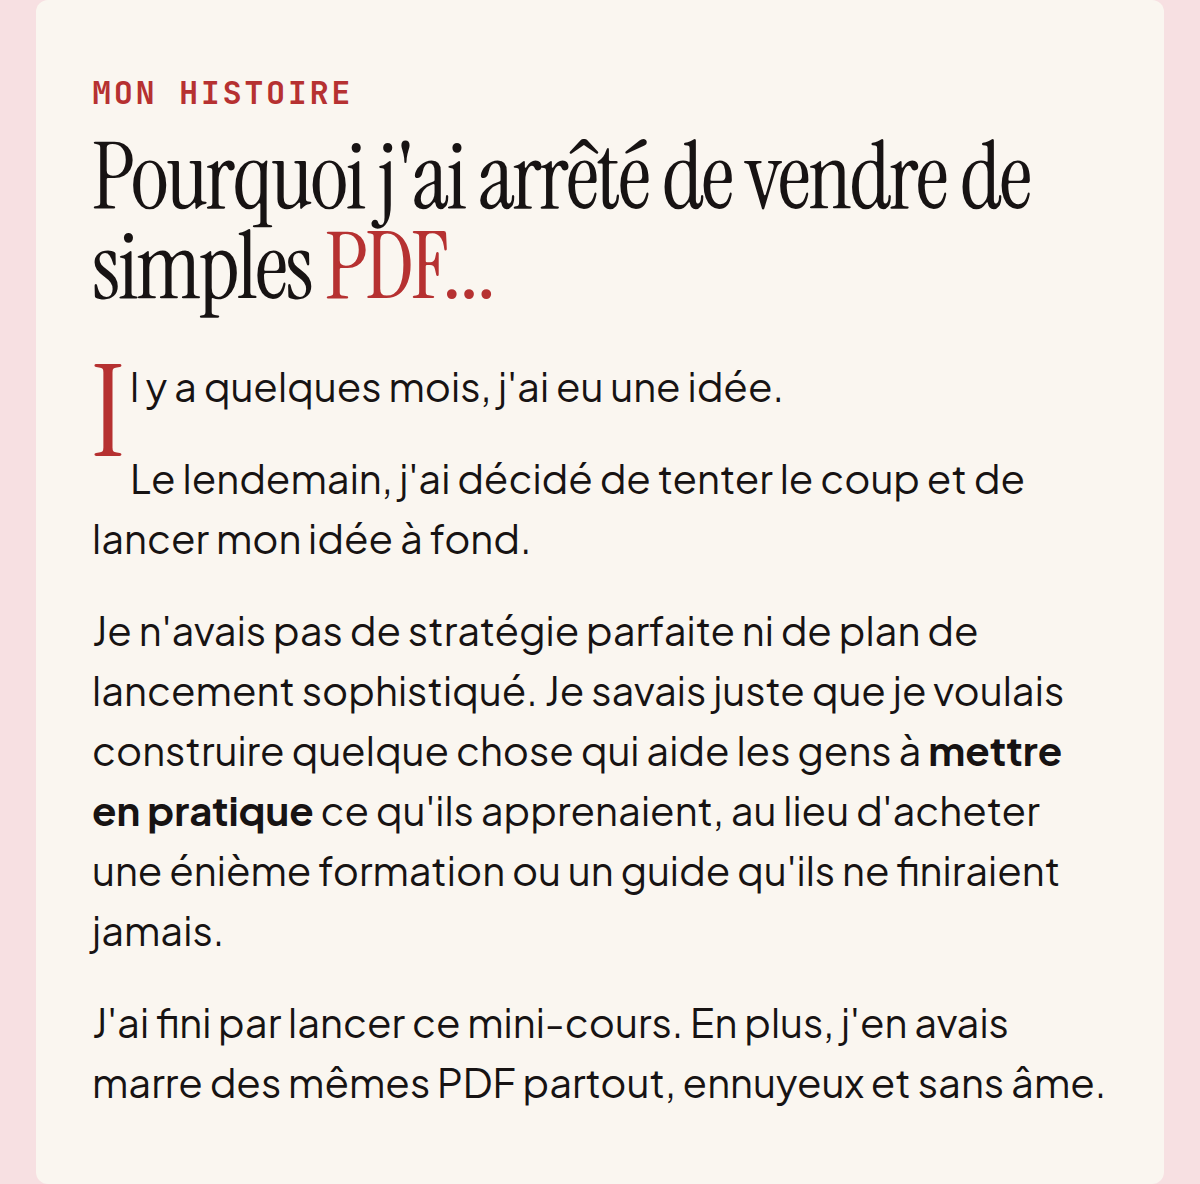 MON HISTOIRE
Pourquoi j'ai arrêté de vendre de
simples PDF...
Il y a quelques mois, j'ai eu une idée.
Le lendemain, j'ai décidé de tenter le coup et de
lancer mon idée à fond.
Je n'avais pas de stratégie parfaite ni de plan de
lancement sophistiqué. Je savais juste que je voulais
construire quelque chose qui aide les gens à mettre
en pratique ce qu'ils apprenaient, au lieu d'acheter
une énième formation ou un guide qu'ils ne finiraient
jamais.
J'ai fini par lancer ce mini-cours. En plus, j'en avais
marre des mêmes PDF partout, ennuyeux et sans âme.